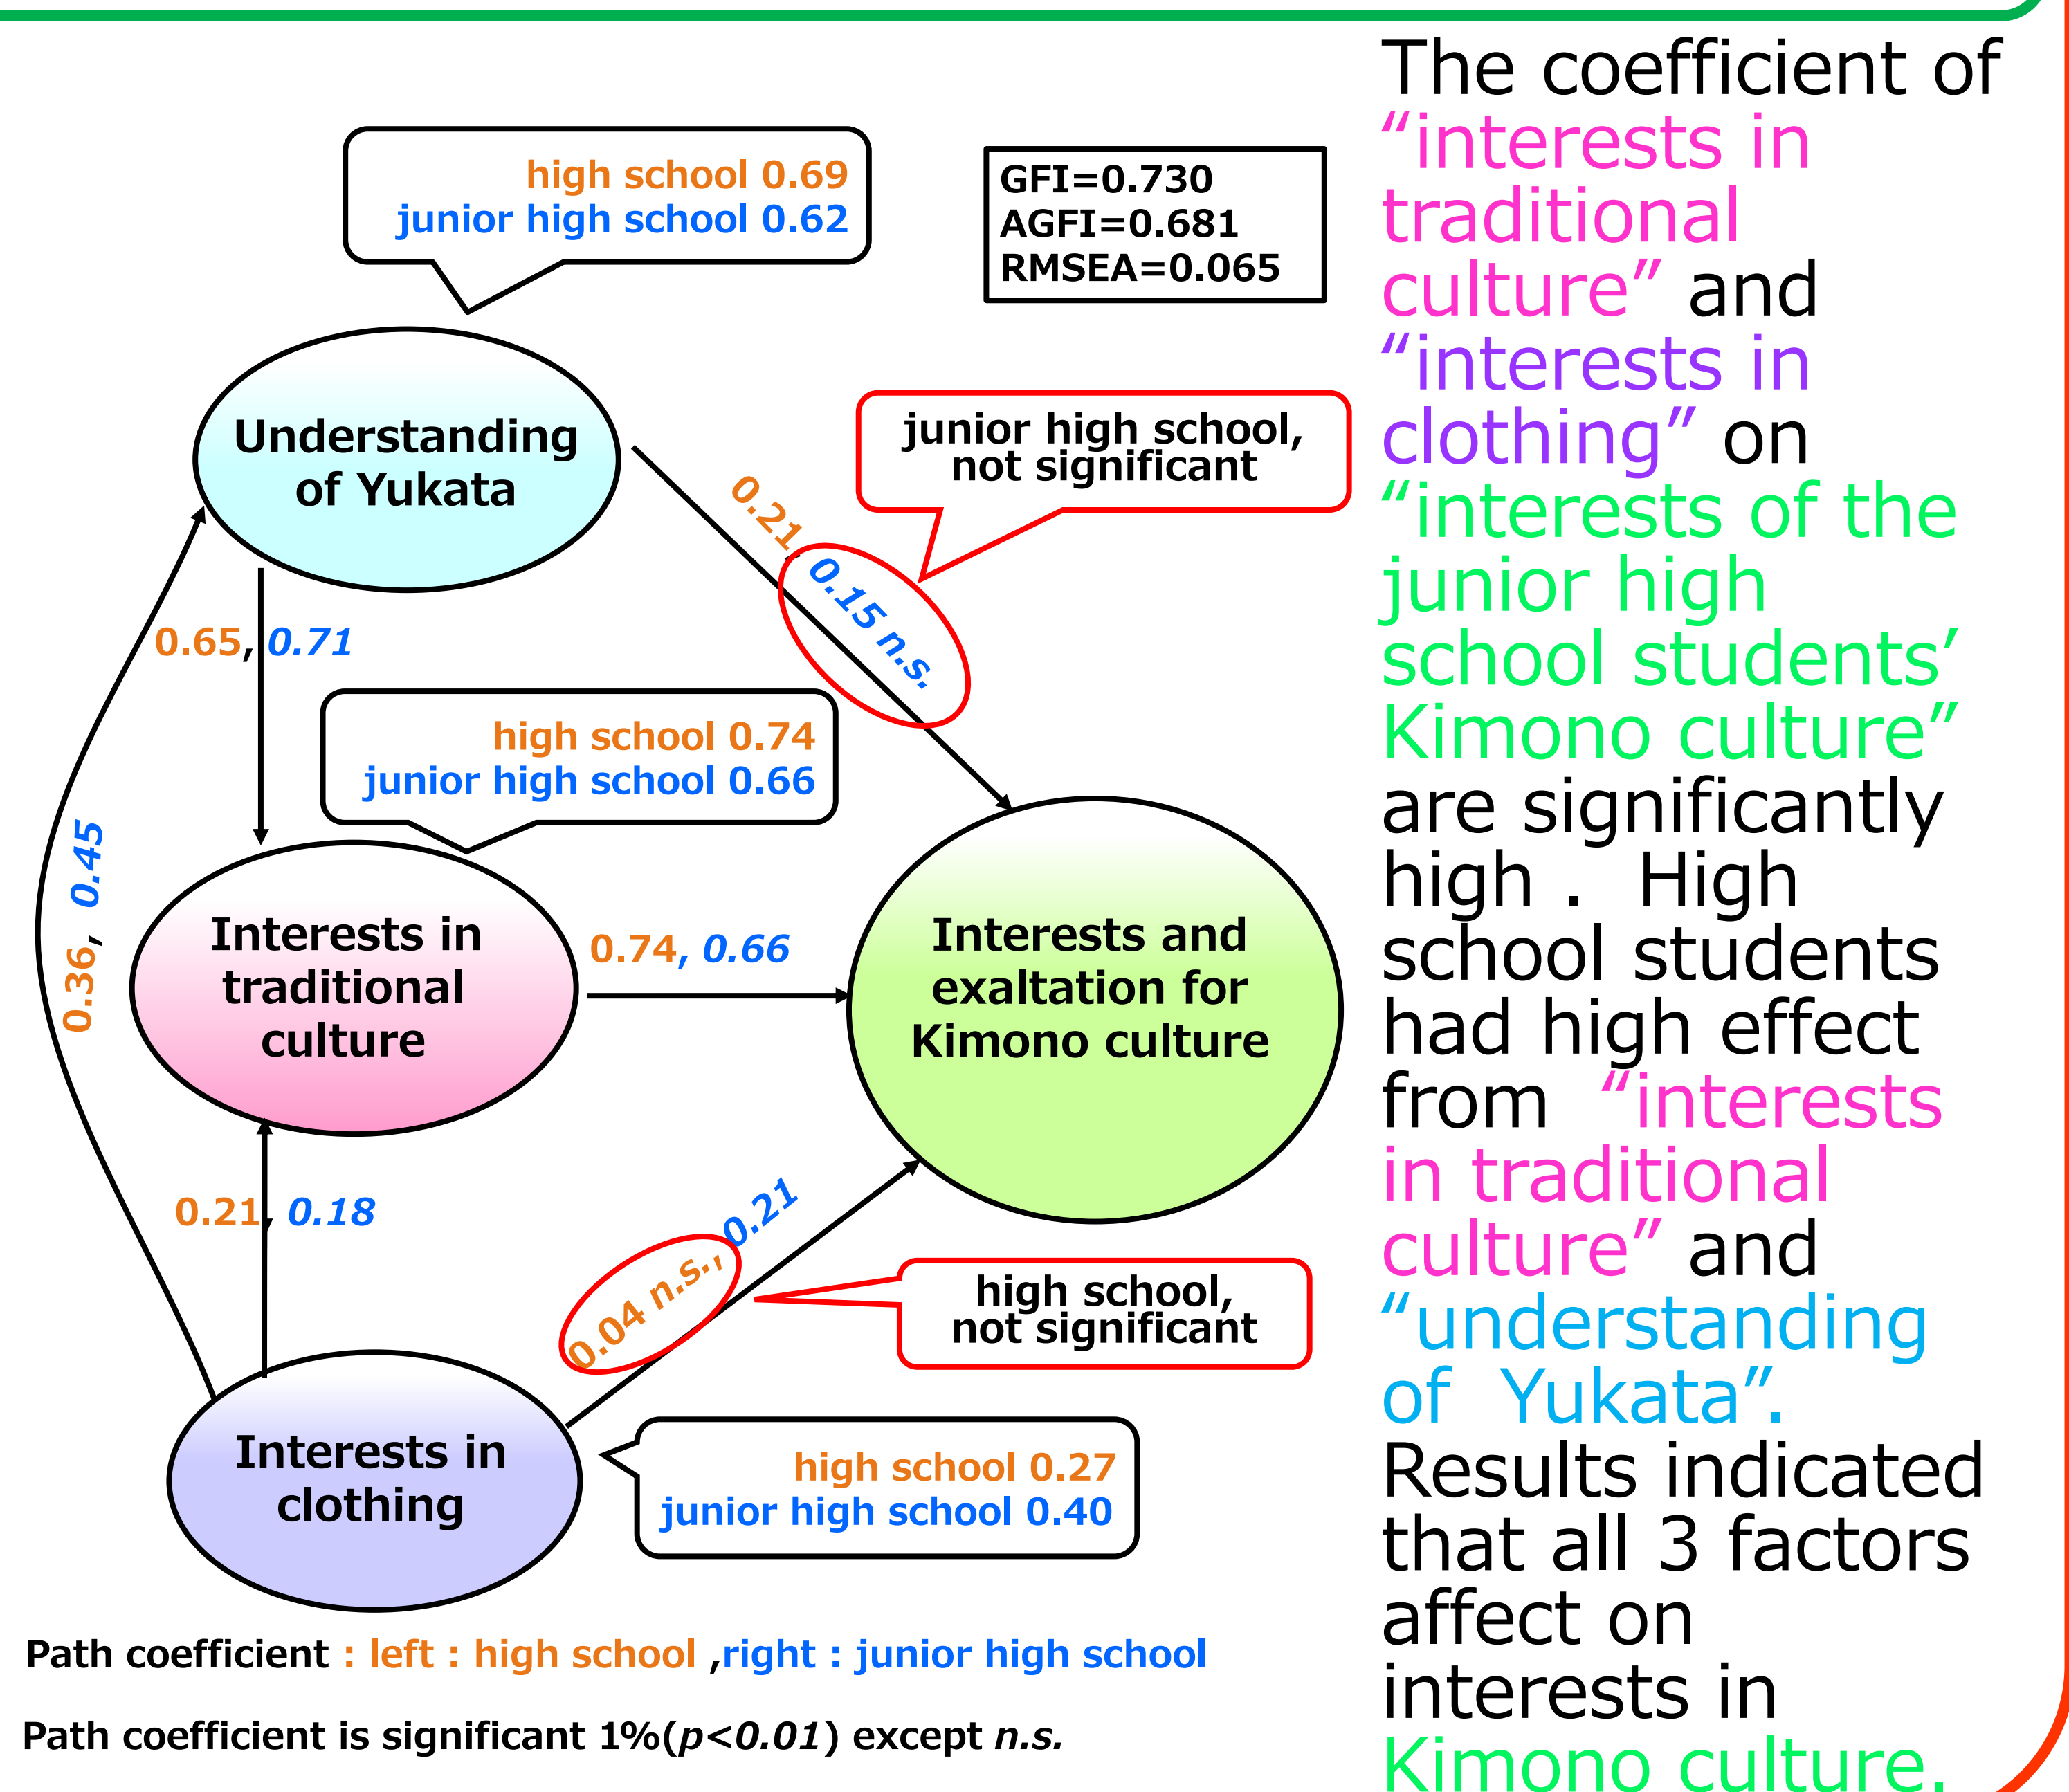 high school 0.69
junior high school 0.62
GFI=0.730
AGFI=0.681
RMSEA=0.065
Understanding
of Yukata
junior high school,
not significant
0.21, 0.15 n.s.
0.65, 0.71
high school 0.74
junior high school 0.66
0.36, 0.45
Interests in
traditional
culture
0.74, 0.66
Interests and
exaltation for
Kimono culture
0.21, 0.18
0.04 n.s., 0.21
high school,
not significant
Interests in
clothing
high school 0.27
junior high school 0.40
Path coefficient : left : high school ,right : junior high school
Path coefficient is significant 1%(p<0.01) except n.s.
The coefficient of
“interests in
traditional
culture” and
“interests in
clothing” on
“interests of the
junior high
school students’
Kimono culture”
are significantly
high . High
school students
had high effect
from “interests
in traditional
culture” and
“understanding
of Yukata”.
Results indicated
that all 3 factors
affect on
interests in
Kimono culture.